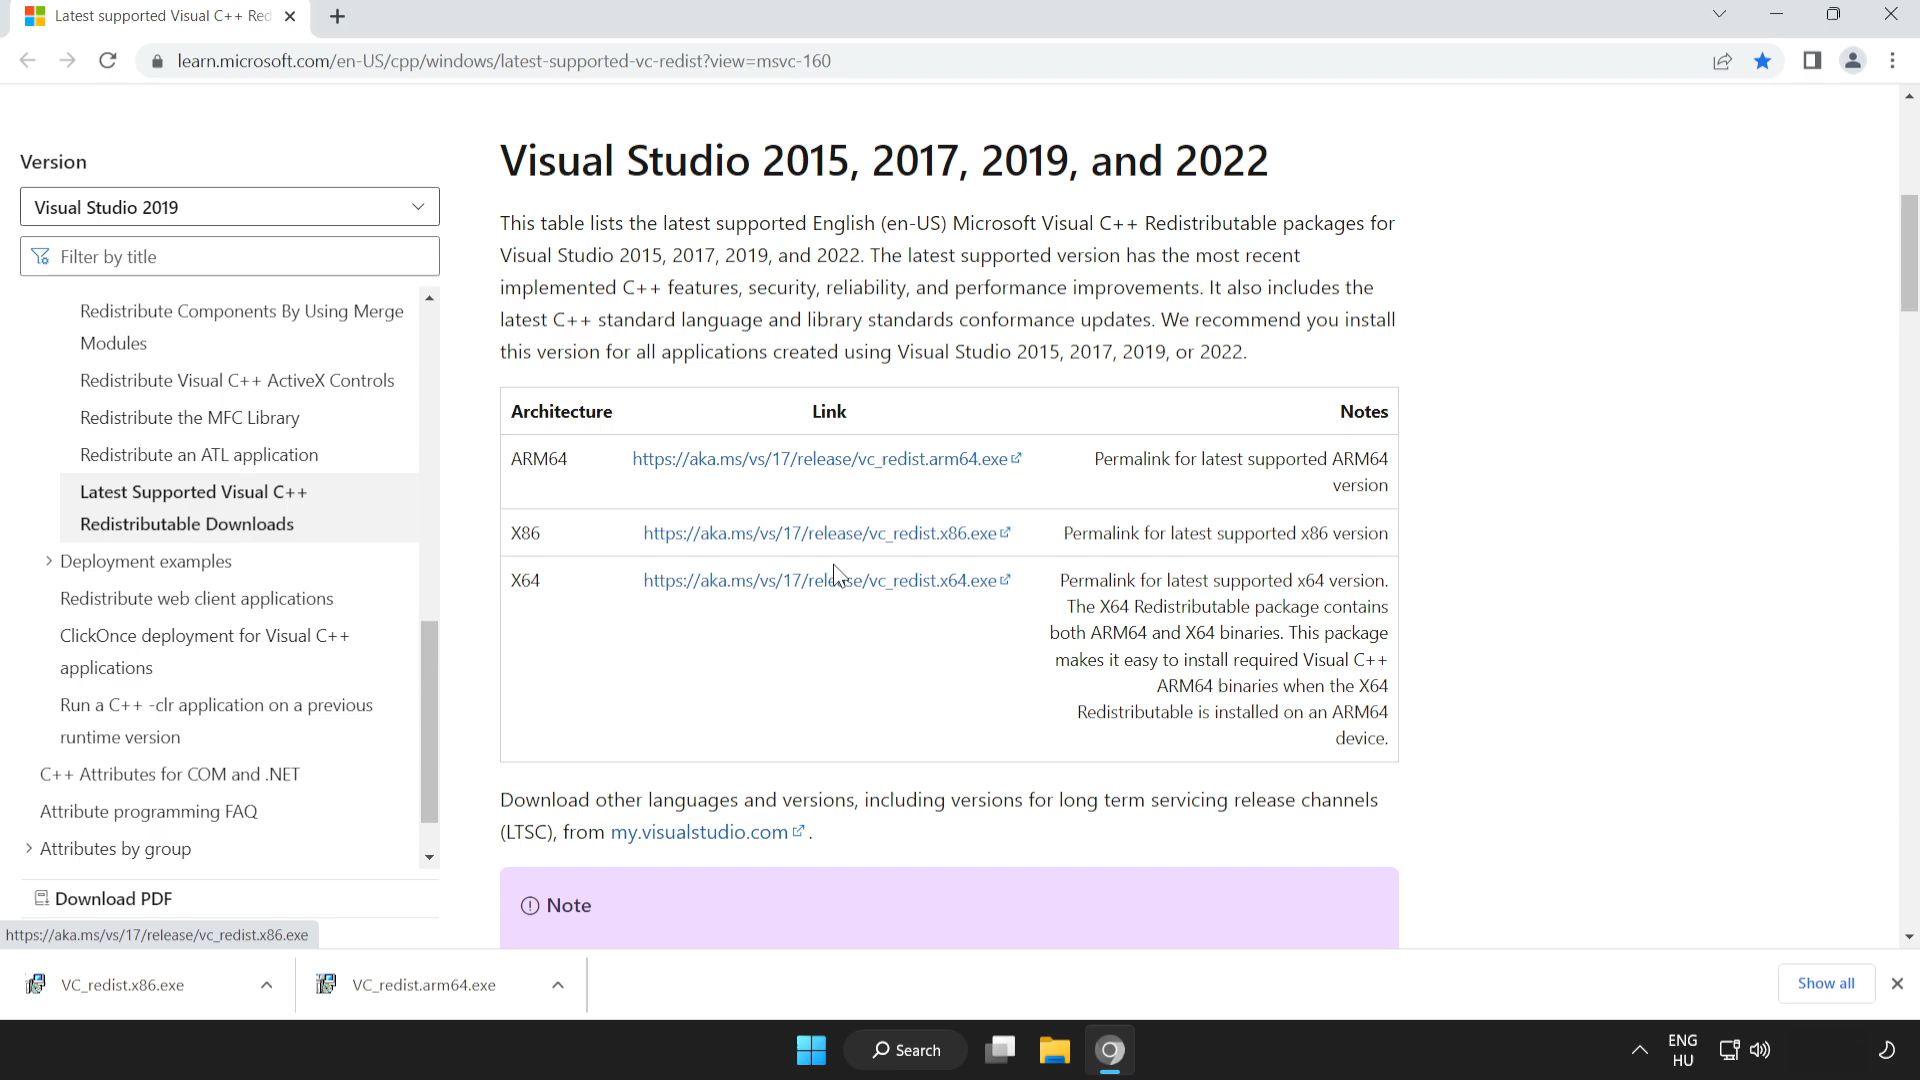 Latest supported Visual C++ Red
learn.microsoft.com/en-US/cpp/windows/latest-supported-vc-redist?view=msvc-160
Version
Visual Studio 2019
Filter by title
Redistribute Components By Using Merge
Modules
Redistribute Visual C++ ActiveX Controls
Redistribute the MFC Library
Redistribute an ATL application
Latest Supported Visual C++
Redistributable Downloads
Deployment examples
Redistribute web client applications
ClickOnce deployment for Visual C++
applications
Run a C++ -clr application on a previous
runtime version
C++ Attributes for COM and .NET
Attribute programming FAQ
Attributes by group
Download PDF
https://aka.ms/vs/17/release/vc_redist.x86.exe
Visual Studio 2015, 2017, 2019, and 2022
This table lists the latest supported English (en-US) Microsoft Visual C++ Redistributable packages for
Visual Studio 2015, 2017, 2019, and 2022. The latest supported version has the most recent
implemented C++ features, security, reliability, and performance improvements. It also includes the
latest C++ standard language and library standards conformance updates. We recommend you install
this version for all applications created using Visual Studio 2015, 2017, 2019, or 2022.
Architecture Link Notes
ARM64 https://aka.ms/vs/17/release/vc_redist.arm64.exe Permalink for latest supported ARM64
version
X86 https://aka.ms/vs/17/release/vc_redist.x86.exe Permalink for latest supported x86 version
X64 https://aka.ms/vs/17/release/vc_redist.x64.exe Permalink for latest supported x64 version.
The X64 Redistributable package contains
both ARM64 and X64 binaries. This package
makes it easy to install required Visual C++
ARM64 binaries when the X64
Redistributable is installed on an ARM64
device.
Download other languages and versions, including versions for long term servicing release channels
(LTSC), from my.visualstudio.com .
Note
VC_redist.x86.exe
VC_redist.arm64.exe
Show all
Search
ENG
HU